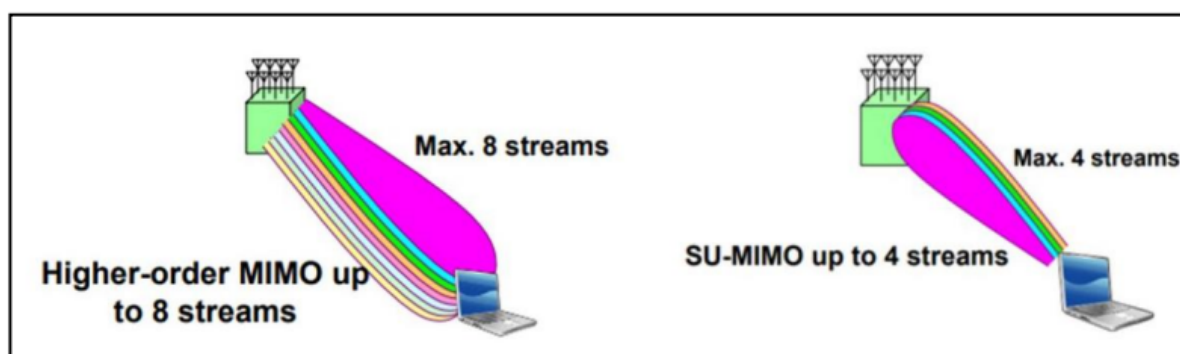 Max. 8 streams
Higher-order MIMO up
to 8 streams
Max. 4 streams
SU-MIMO up to 4 streams